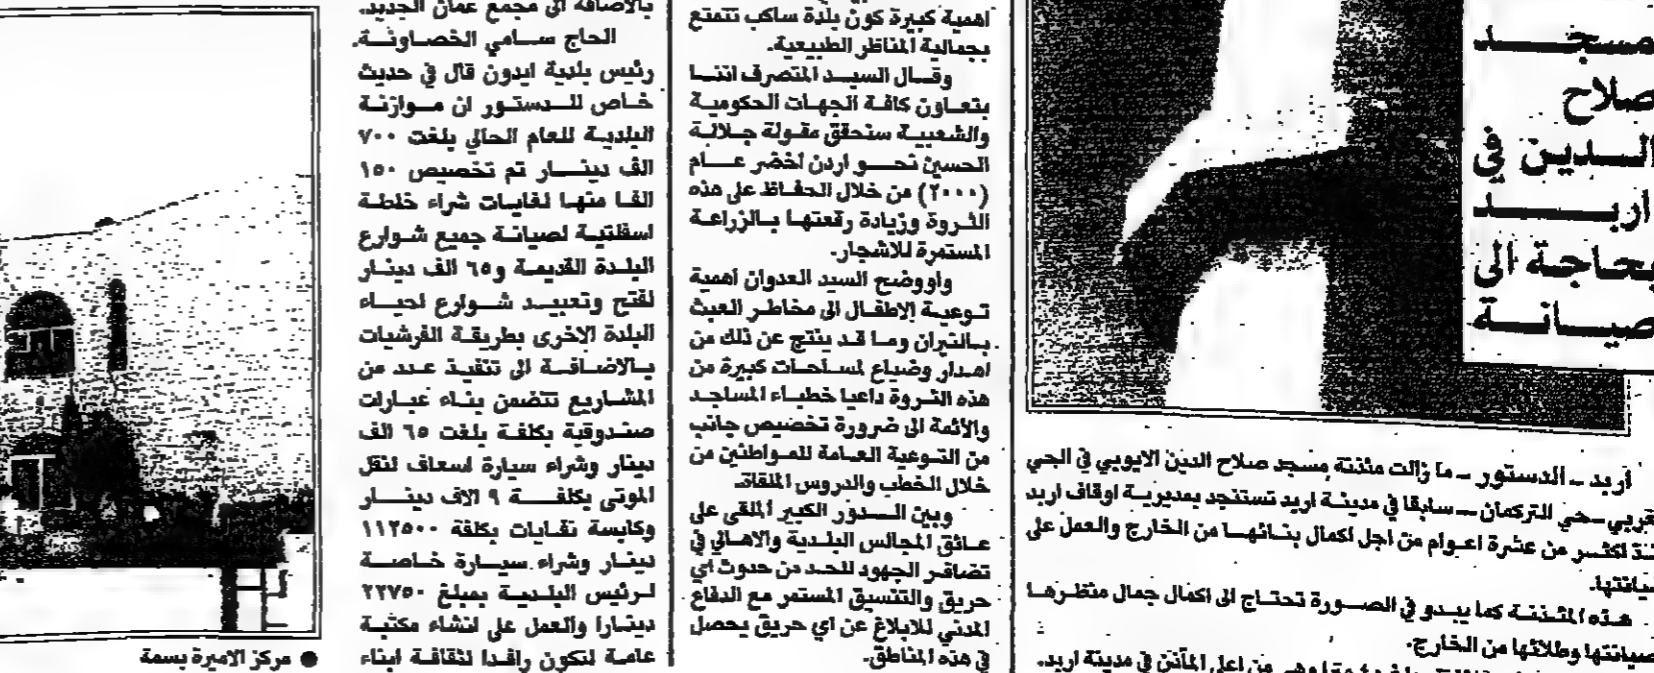 مسجد
صلاح
الدين في
اربد
بحاجة الى
صيانة
اربد ـ الدستور ـ ما زالت مئذنة مسجد صلاح الدين الايوبي في الحي
ـ حي التركمان ـ سابقا في مدينة اربد تستنجد بمديرية اوقاف اربد
اكثر من عشرة اعوام من اجل اكمال بنائها من الخارج والعمل على
صيانتها.
هذه المئذنة كما يبدو في الصورة تحتاج الى اكمال جمال منظرها
صيانتها وطلائها من الخارج.
وهي من اعلى المآذن في مدينة اربد.
اهمية كبيرة كون بلدة ساكب تتمتع
بجمالية المناظر الطبيعية.
وقال السيد المتصرف اننا
بتعاون كافة الجهات الحكومية
والشعبية سنحقق مقولة جلالة
الحسين نحو اردن اخضر عام
(٢٠٠٠) من خلال الحفاظ على هذه
الثروة وزيادة رقعتها بالزراعة
المستمرة للاشجار.
واووضح السيد العدوان اهمية
توعية الاطفال الى مخاطر العبث
بالنيران وما قد ينتج عن ذلك من
اهدار وضياع لمساحات كبيرة من
هذه الثروة داعيا خطباء المساجد
والأئمة الى ضرورة تخصيص جانب
من التوعية العامة للمواطنين من
خلال الخطب والدروس الملقاة.
وبين الدور الكبير الملقى على
عاتق المجالس البلدية والاهالي في
تضافر الجهود للحد من حدوث اي
حريق والتنسيق المستمر مع الدفاع
المدني للابلاغ عن اي حريق يحصل
في هذه المناطق.
بالاضافة الى مجمع عمان الجديد.
الحاج سامي الخصاونة.
رئيس بلدية ايدون قال في حديث
خاص للدستور ان موازنة
البلدية للعام الحالي بلغت ٧٠٠
الف دينار تم تخصيص ١٥٠
الفا منها لغايات شراء خلطة
اسفلتية لصيانة جميع شوارع
البلدة القديمة و٦٥ الف دينار
لفتح وتعبيد شوارع احياء
البلدة الاخرى بطريقة الفرشيات
بالاضافة الى تنفيذ عدد من
المشاريع تتضمن بناء عبارات
صندوقية بكلفة بلغت ٦٥ الف
دينار وشراء سيارة اسعاف لنقل
الموتى بكلفة ٩ الاف دينار
وكابسة نفايات بكلفة ١١٢٥٠٠
دينار وشراء سيارة خاصة
لرئيس البلدية بمبلغ ٢٢٧٥٠
دينارا والعمل على انشاء مكتبة
عامة لتكون رافدا لثقافة ابناء
● مركز الاميرة بسمة